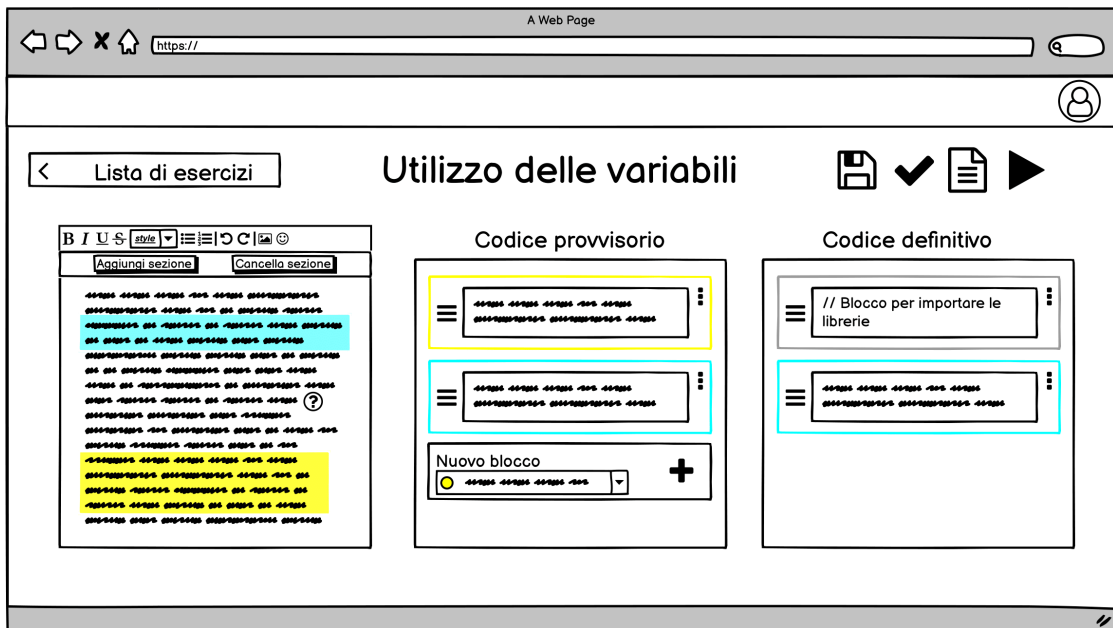 A Web Page
https://
Lista di esercizi
Utilizzo delle variabili
B I U S style
Aggiungi sezione
Cancella sezione
?
Codice provvisorio
Nuovo blocco
Codice definitivo
// Blocco per importare le
librerie